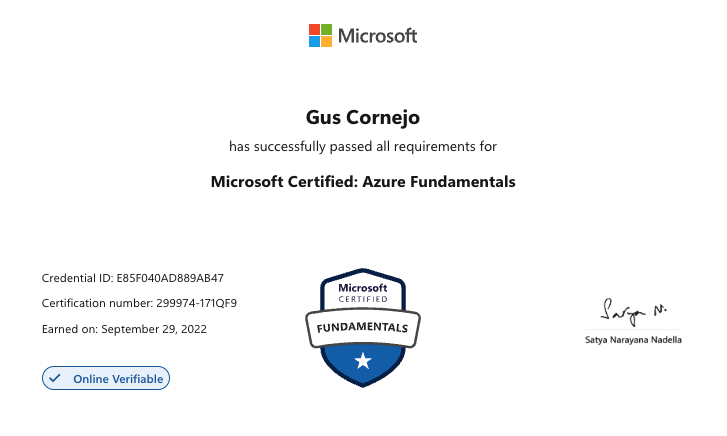 Microsoft
Gus Cornejo
has successfully passed all requirements for
Microsoft Certified: Azure Fundamentals
Credential ID: E85F040AD889AB47
Certification number: 299974-171QF9
Earned on: September 29, 2022
Online Verifiable
Microsoft
CERTIFIED
FUNDAMENTALS
Satya N.
Satya Narayana Nadella